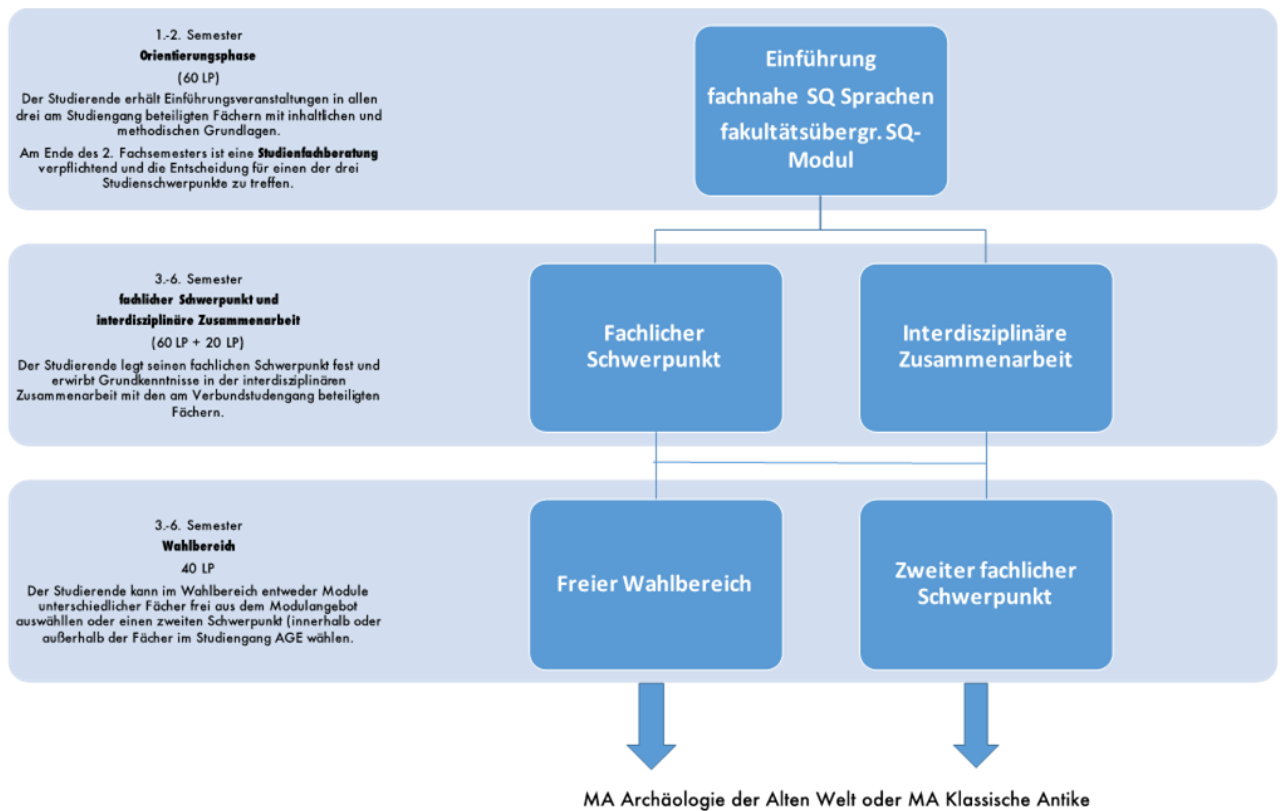 1.-2. Semester
Orientierungsphase
(60 LP)
Der Studierende erhält Einführungsveranstaltungen in allen
drei am Studiengang beteiligten Fächern mit inhaltlichen und
methodischen Grundlagen.
Am Ende des 2. Fachsemesters ist eine Studienfachberatung
verpflichtend und die Entscheidung für einen der drei
Studienschwerpunkte zu treffen.
Einführung
fachnahe SQ Sprachen
fakultätsübergr. SQ-
Modul
3.-6. Semester
fachlicher Schwerpunkt und
interdisziplinäre Zusammenarbeit
(60 LP + 20 LP)
Der Studierende legt seinen fachlichen Schwerpunkt fest und
erwirbt Grundkenntnisse in der interdisziplinären
Zusammenarbeit mit den am Verbundstudengang beteiligten
Fächern.
Fachlicher
Schwerpunkt
Interdisziplinäre
Zusammenarbeit
3.-6. Semester
Wahlbereich
40 LP
Der Studierende kann im Wahlbereich entweder Module
unterschiedlicher Fächer frei aus dem Modulangebot
auswählllen oder einen zweiten Schwerpunkt (innerhalb oder
außerhalb der Fächer im Studiengang AGE wählen.
Freier Wahlbereich
Zweiter fachlicher
Schwerpunkt
MA Archäologie der Alten Welt oder MA Klassische Antike